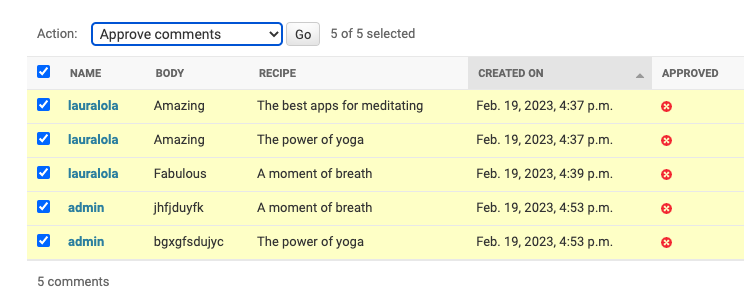 Action: Approve comments Go 5 of 5 selected
NAME BODY RECIPE CREATED ON APPROVED
lauralola Amazing The best apps for meditating Feb. 19, 2023, 4:37 p.m.
lauralola Amazing The power of yoga Feb. 19, 2023, 4:37 p.m.
lauralola Fabulous A moment of breath Feb. 19, 2023, 4:39 p.m.
admin jhfjduyfk A moment of breath Feb. 19, 2023, 4:53 p.m.
admin bgxgfsdujyc The power of yoga Feb. 19, 2023, 4:53 p.m.
5 comments